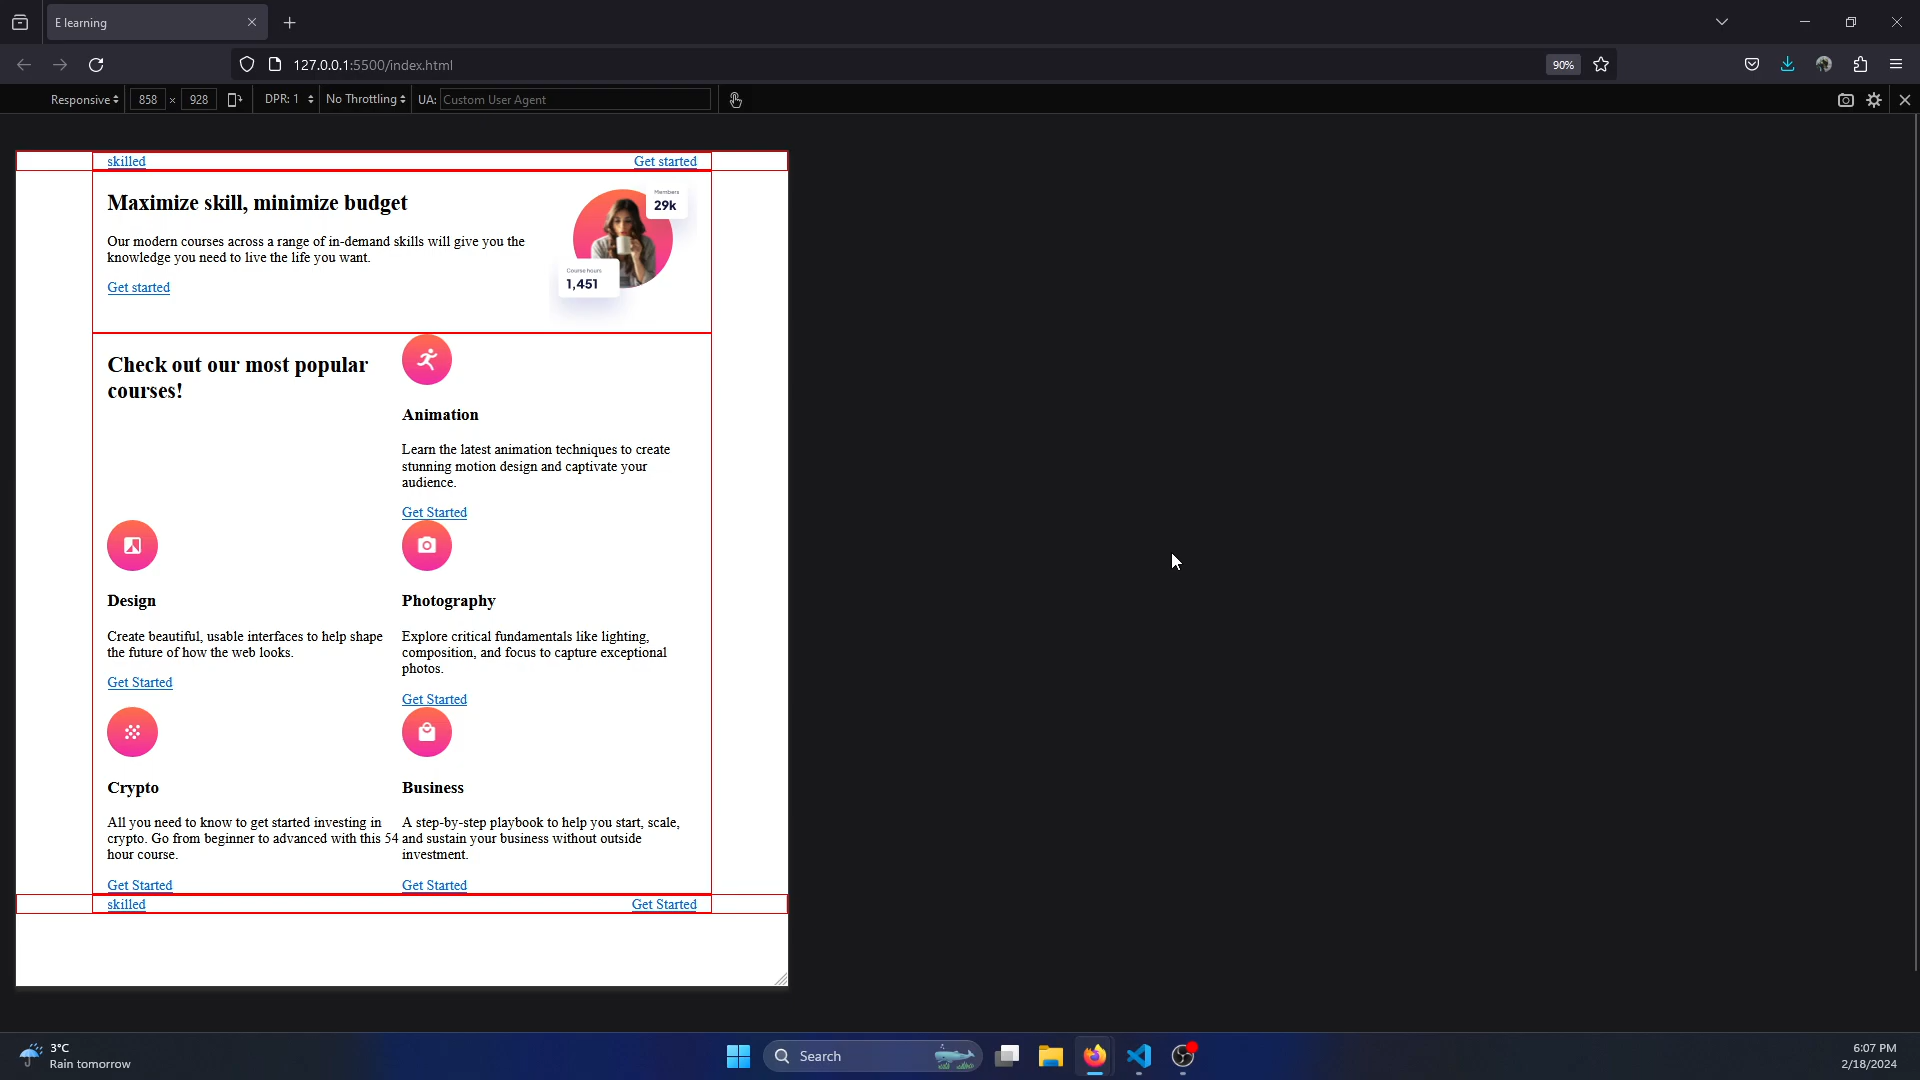 E learning
127.0.0.1:5500/index.html
90%
Responsive 858 × 928 DPR: 1 No Throttling UA: Custom User Agent
skilled Get started
Maximize skill, minimize budget
Our modern courses across a range of in-demand skills will give you the
knowledge you need to live the life you want.
Get started
Members
29k
Course hours
1,451
Check out our most popular
courses!
Animation
Learn the latest animation techniques to create
stunning motion design and captivate your
audience.
Get Started
Design
Create beautiful, usable interfaces to help shape
the future of how the web looks.
Get Started
Photography
Explore critical fundamentals like lighting,
composition, and focus to capture exceptional
photos.
Get Started
Crypto
All you need to know to get started investing in
crypto. Go from beginner to advanced with this 54
hour course.
Get Started
Business
A step-by-step playbook to help you start, scale,
and sustain your business without outside
investment.
Get Started
skilled Get Started
3°C
Rain tomorrow
Search
6:07 PM
2/18/2024